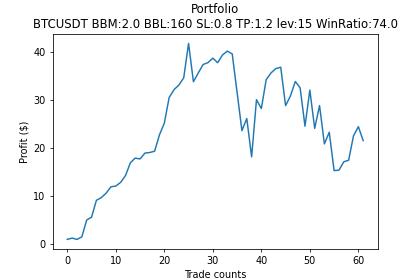 Portfolio
BTCUSDT BBM:2.0 BBL:160 SL:0.8 TP:1.2 lev:15 WinRatio:74.0
40
30
20
10
0
Profit ($)
0 10 20 30 40 50 60
Trade counts